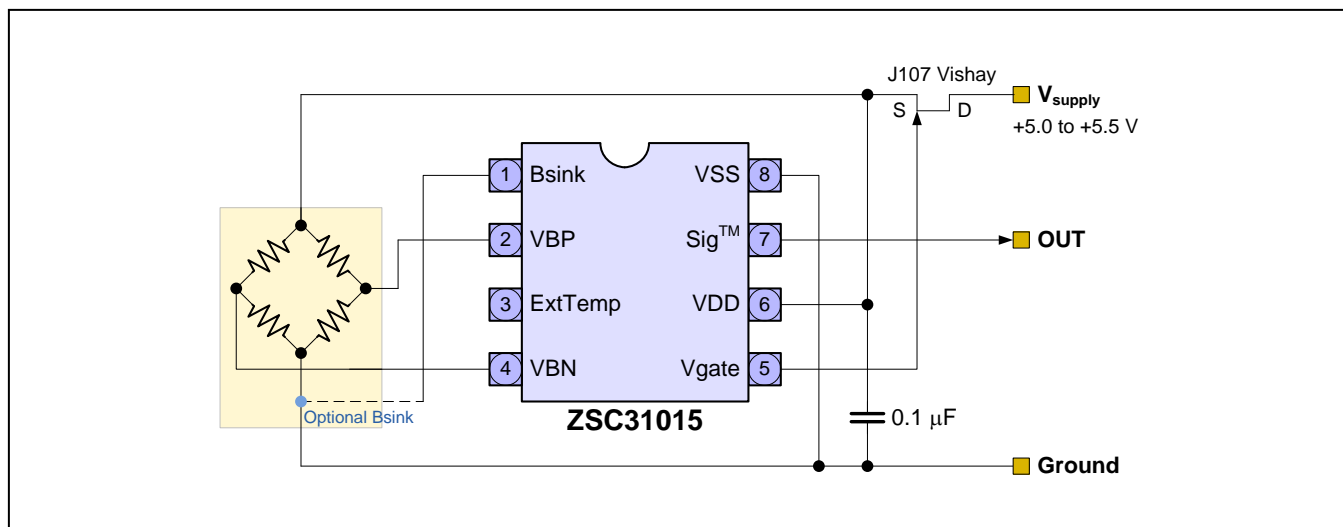 J107 Vishay
S D
V_supply
+5.0 to +5.5 V
1 Bsink VSS 8
2 VBP Sig™ 7 OUT
3 ExtTemp VDD 6
4 VBN Vgate 5
Optional Bsink
ZSC31015
0.1 μF
Ground